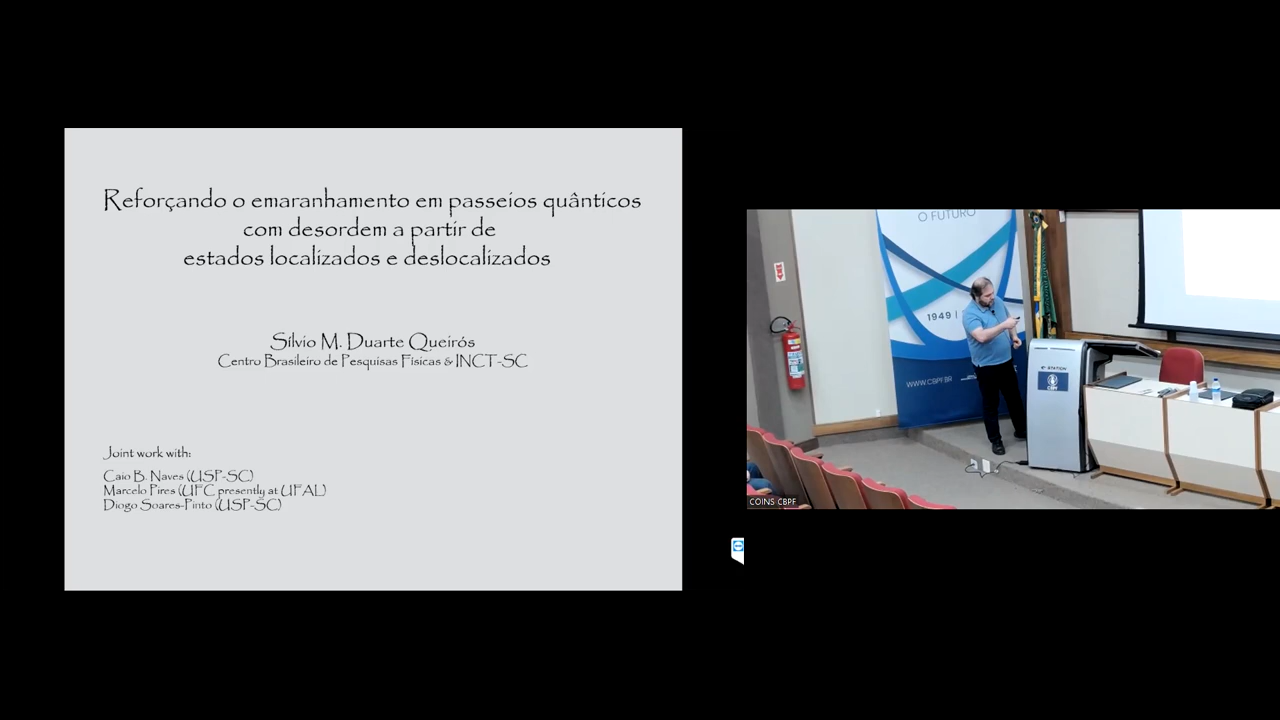 Reforçando o emaranhamento em passeios quânticos
com desordem a partir de
estados localizados e deslocalizados
Sílvio M. Duarte Queirós
Centro Brasileiro de Pesquisas Físicas & INCT-SC
Joint work with:
Caio B. Naves (USP-SC)
Marcelo Pires (UFC presently at UFAL)
Diogo Soares-Pinto (USP-SC)
O FUTURO
1949 |
WWW.CBPF.BR
CBPF
COINS CBPF